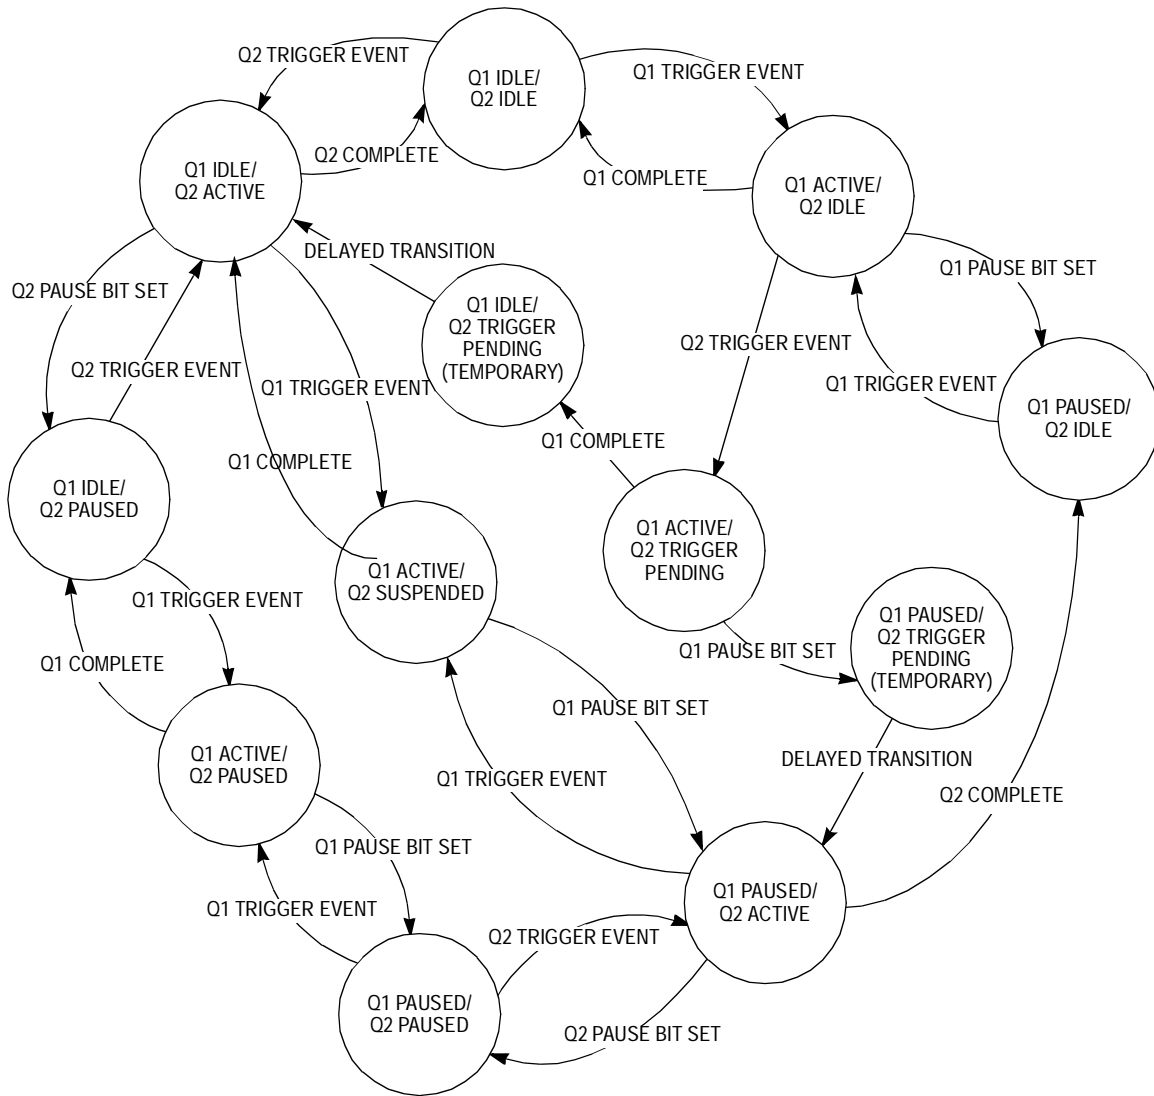 Q2 TRIGGER EVENT
Q1 IDLE/
Q2 IDLE
Q1 TRIGGER EVENT
Q2 COMPLETE
Q1 IDLE/
Q2 ACTIVE
Q1 COMPLETE
Q1 ACTIVE/
Q2 IDLE
DELAYED TRANSITION
Q1 PAUSE BIT SET
Q2 PAUSE BIT SET
Q1 IDLE/
Q2 TRIGGER
PENDING
(TEMPORARY)
Q2 TRIGGER EVENT
Q2 TRIGGER EVENT
Q1 TRIGGER EVENT
Q1 TRIGGER EVENT
Q1 PAUSED/
Q2 IDLE
Q1 COMPLETE
Q1 COMPLETE
Q1 IDLE/
Q2 PAUSED
Q1 ACTIVE/
Q2 TRIGGER
PENDING
Q1 ACTIVE/
Q2 SUSPENDED
Q1 TRIGGER EVENT
Q1 PAUSED/
Q2 TRIGGER
PENDING
(TEMPORARY)
Q1 PAUSE BIT SET
Q1 COMPLETE
Q1 PAUSE BIT SET
Q1 ACTIVE/
Q2 PAUSED
DELAYED TRANSITION
Q1 TRIGGER EVENT
Q2 COMPLETE
Q1 PAUSE BIT SET
Q1 PAUSED/
Q2 ACTIVE
Q1 TRIGGER EVENT
Q2 TRIGGER EVENT
Q1 PAUSED/
Q2 PAUSED
Q2 PAUSE BIT SET